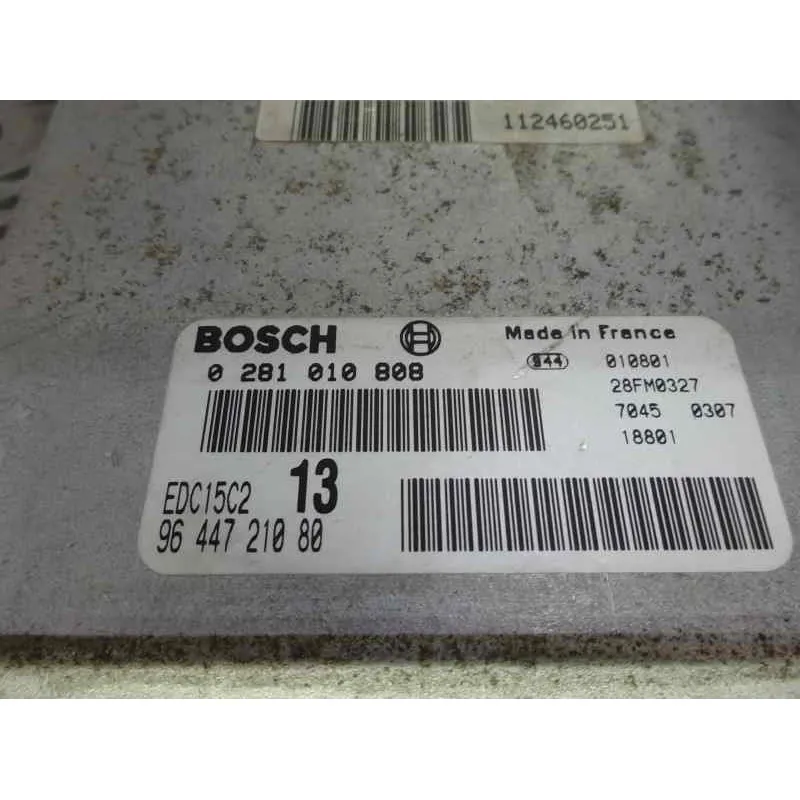 112460251
BOSCH Made in France
0 281 010 808 944 010801
28FM0327
7045 0307
18801
EDC15C2 13
96 447 210 80